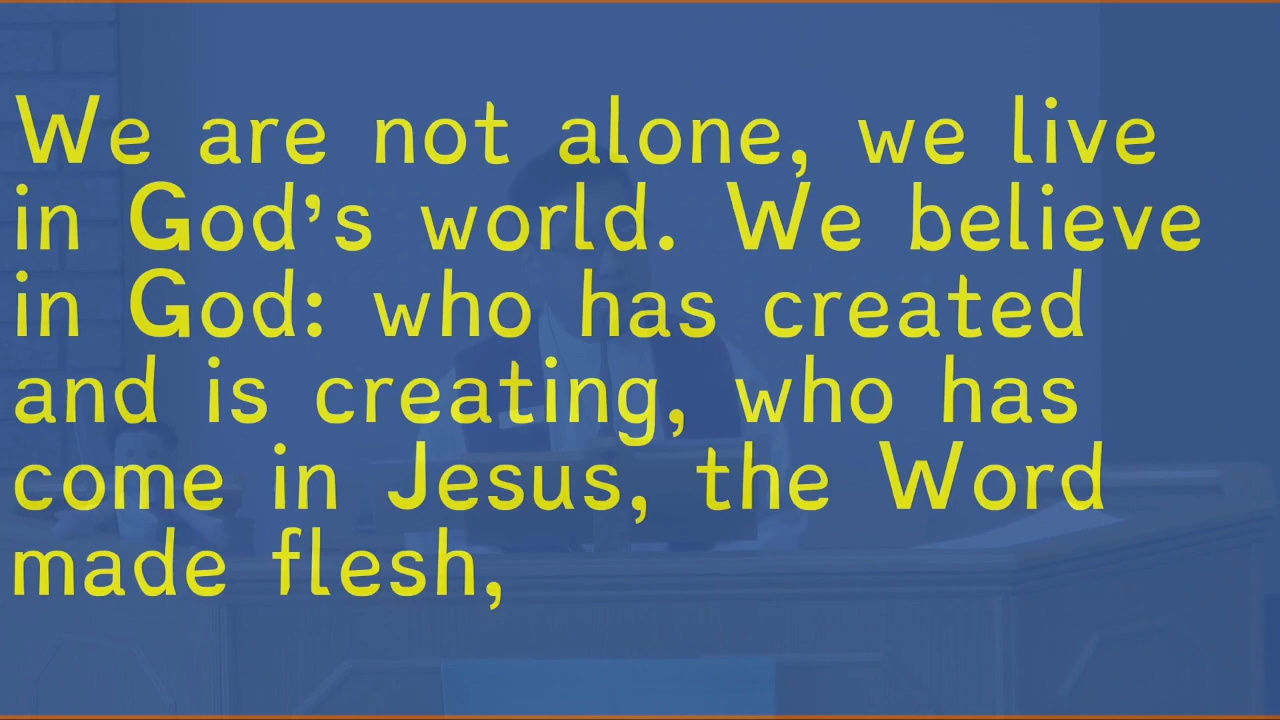 We are not alone, we live
in God’s world. We believe
in God: who has created
and is creating, who has
come in Jesus, the Word
made flesh,